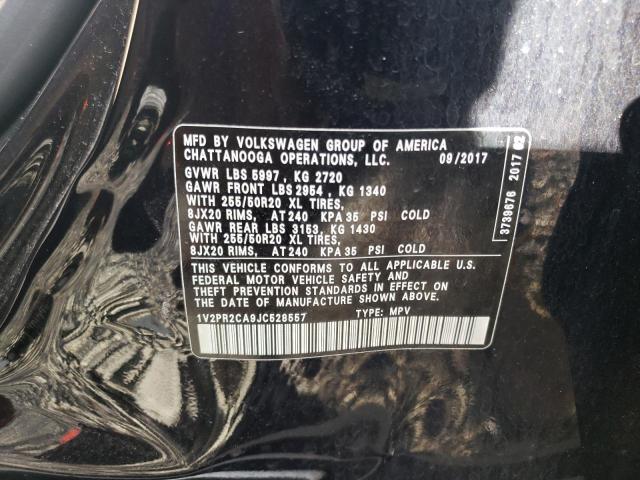 MFD BY VOLKSWAGEN GROUP OF AMERICA
CHATTANOOGA OPERATIONS, LLC. 09/2017
GVWR LBS 5997, KG 2720
GAWR FRONT LBS 2954, KG 1340
WITH 255/50R20 XL TIRES,
8JX20 RIMS, AT 240 KPA 35 PSI COLD
GAWR REAR LBS 3153, KG 1430
WITH 255/50R20 XL TIRES,
8JX20 RIMS, AT 240 KPA 35 PSI COLD
THIS VEHICLE CONFORMS TO ALL APPLICABLE U.S.
FEDERAL MOTOR VEHICLE SAFETY AND
THEFT PREVENTION STANDARDS IN EFFECT ON
THE DATE OF MANUFACTURE SHOWN ABOVE.
1V2PR2CA9JC528557 TYPE: MPV
3739676 2017 82